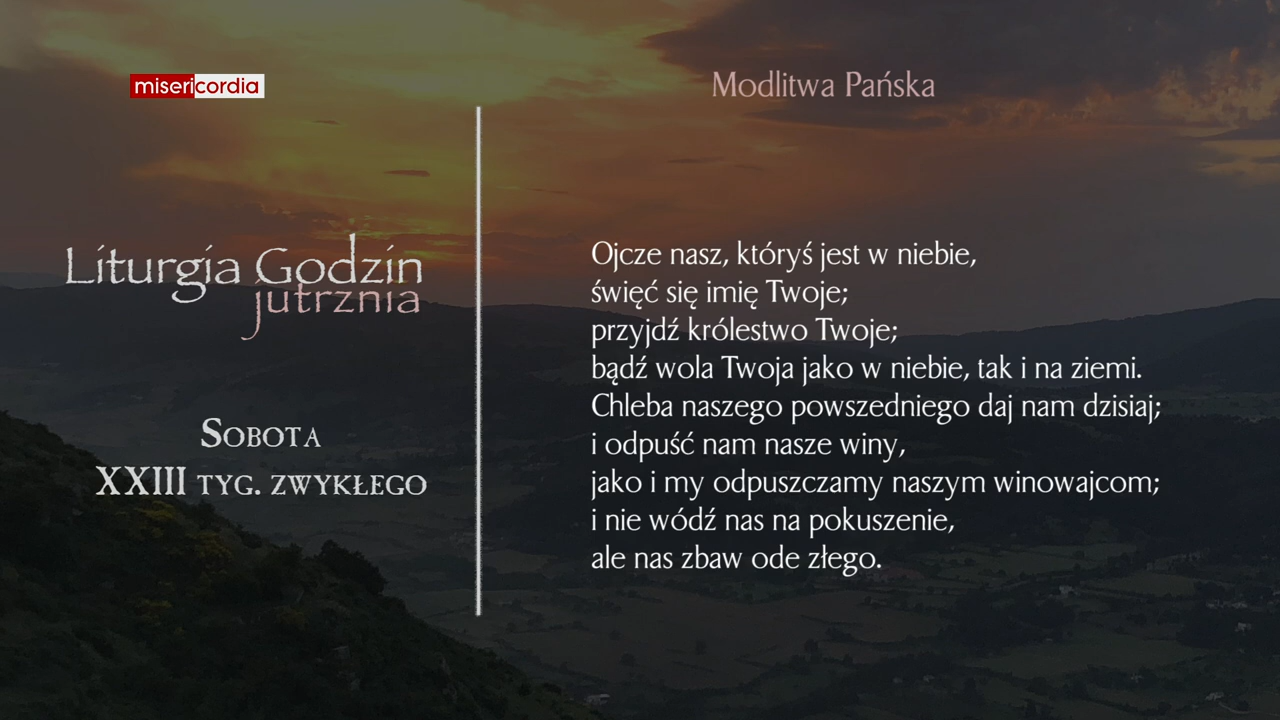 misericordia
Liturgia Godzin
jutrznia
Sobota
XXIII tyg. zwykłego
Modlitwa Pańska
Ojcze nasz, któryś jest w niebie,
święć się imię Twoje;
przyjdź królestwo Twoje;
bądź wola Twoja jako w niebie, tak i na ziemi.
Chleba naszego powszedniego daj nam dzisiaj;
i odpuść nam nasze winy,
jako i my odpuszczamy naszym winowajcom;
i nie wódź nas na pokuszenie,
ale nas zbaw ode złego.